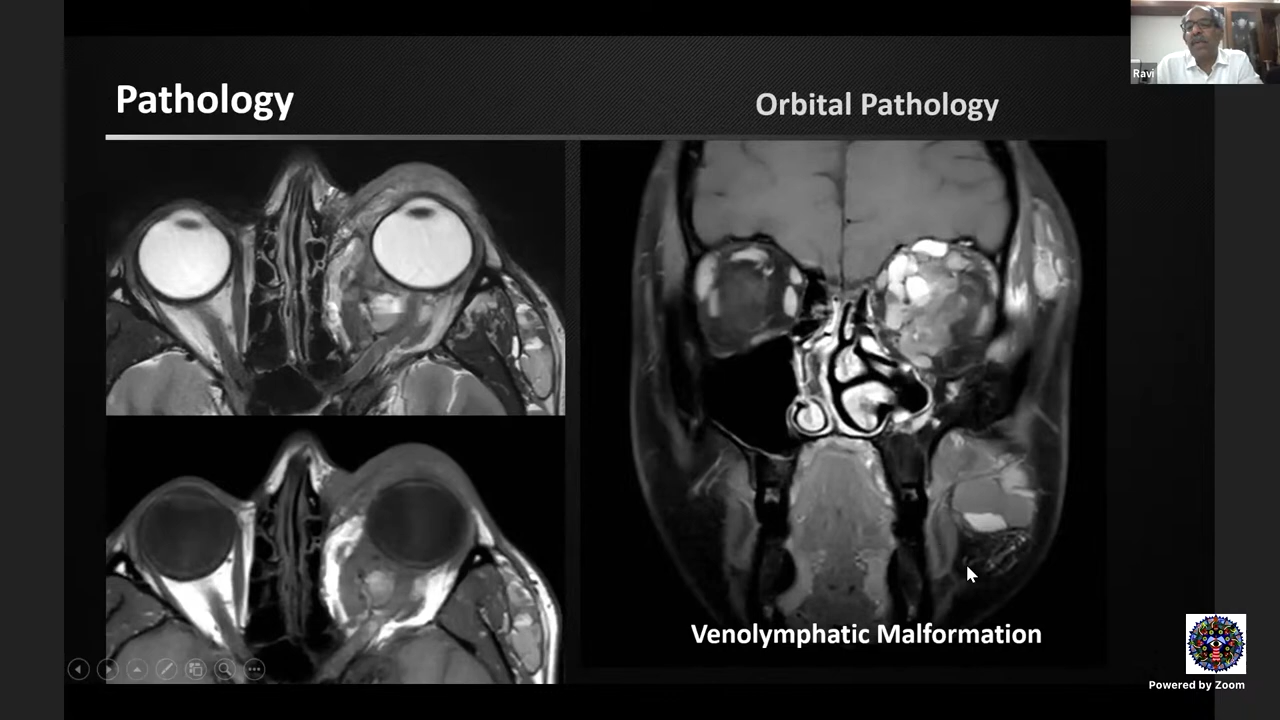 Pathology
Orbital Pathology
Ravi
Venolymphatic Malformation
Powered by Zoom